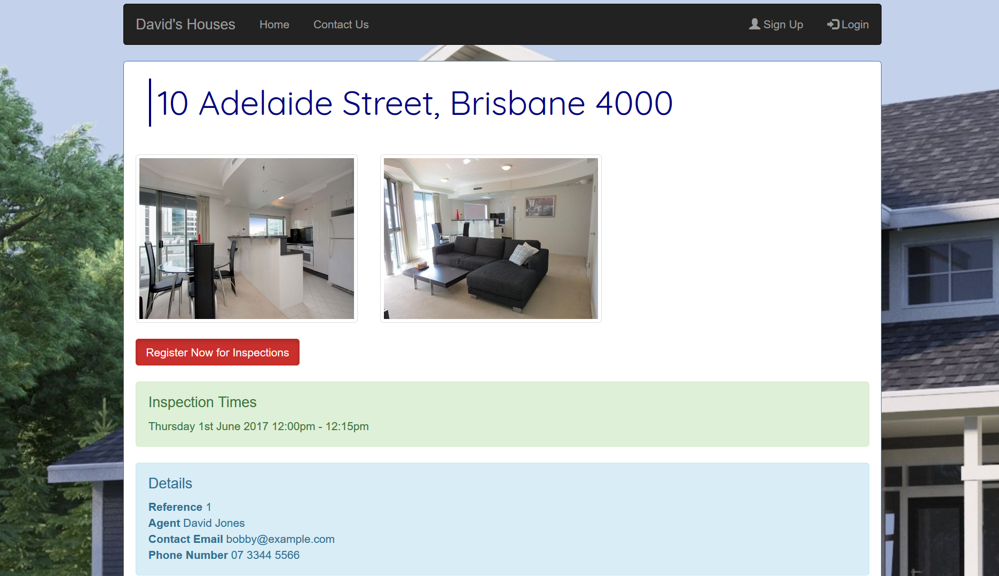 David's Houses Home Contact Us Sign Up Login
10 Adelaide Street, Brisbane 4000
Register Now for Inspections
Inspection Times
Thursday 1st June 2017 12:00pm - 12:15pm
Details
Reference 1
Agent David Jones
Contact Email bobby@example.com
Phone Number 07 3344 5566